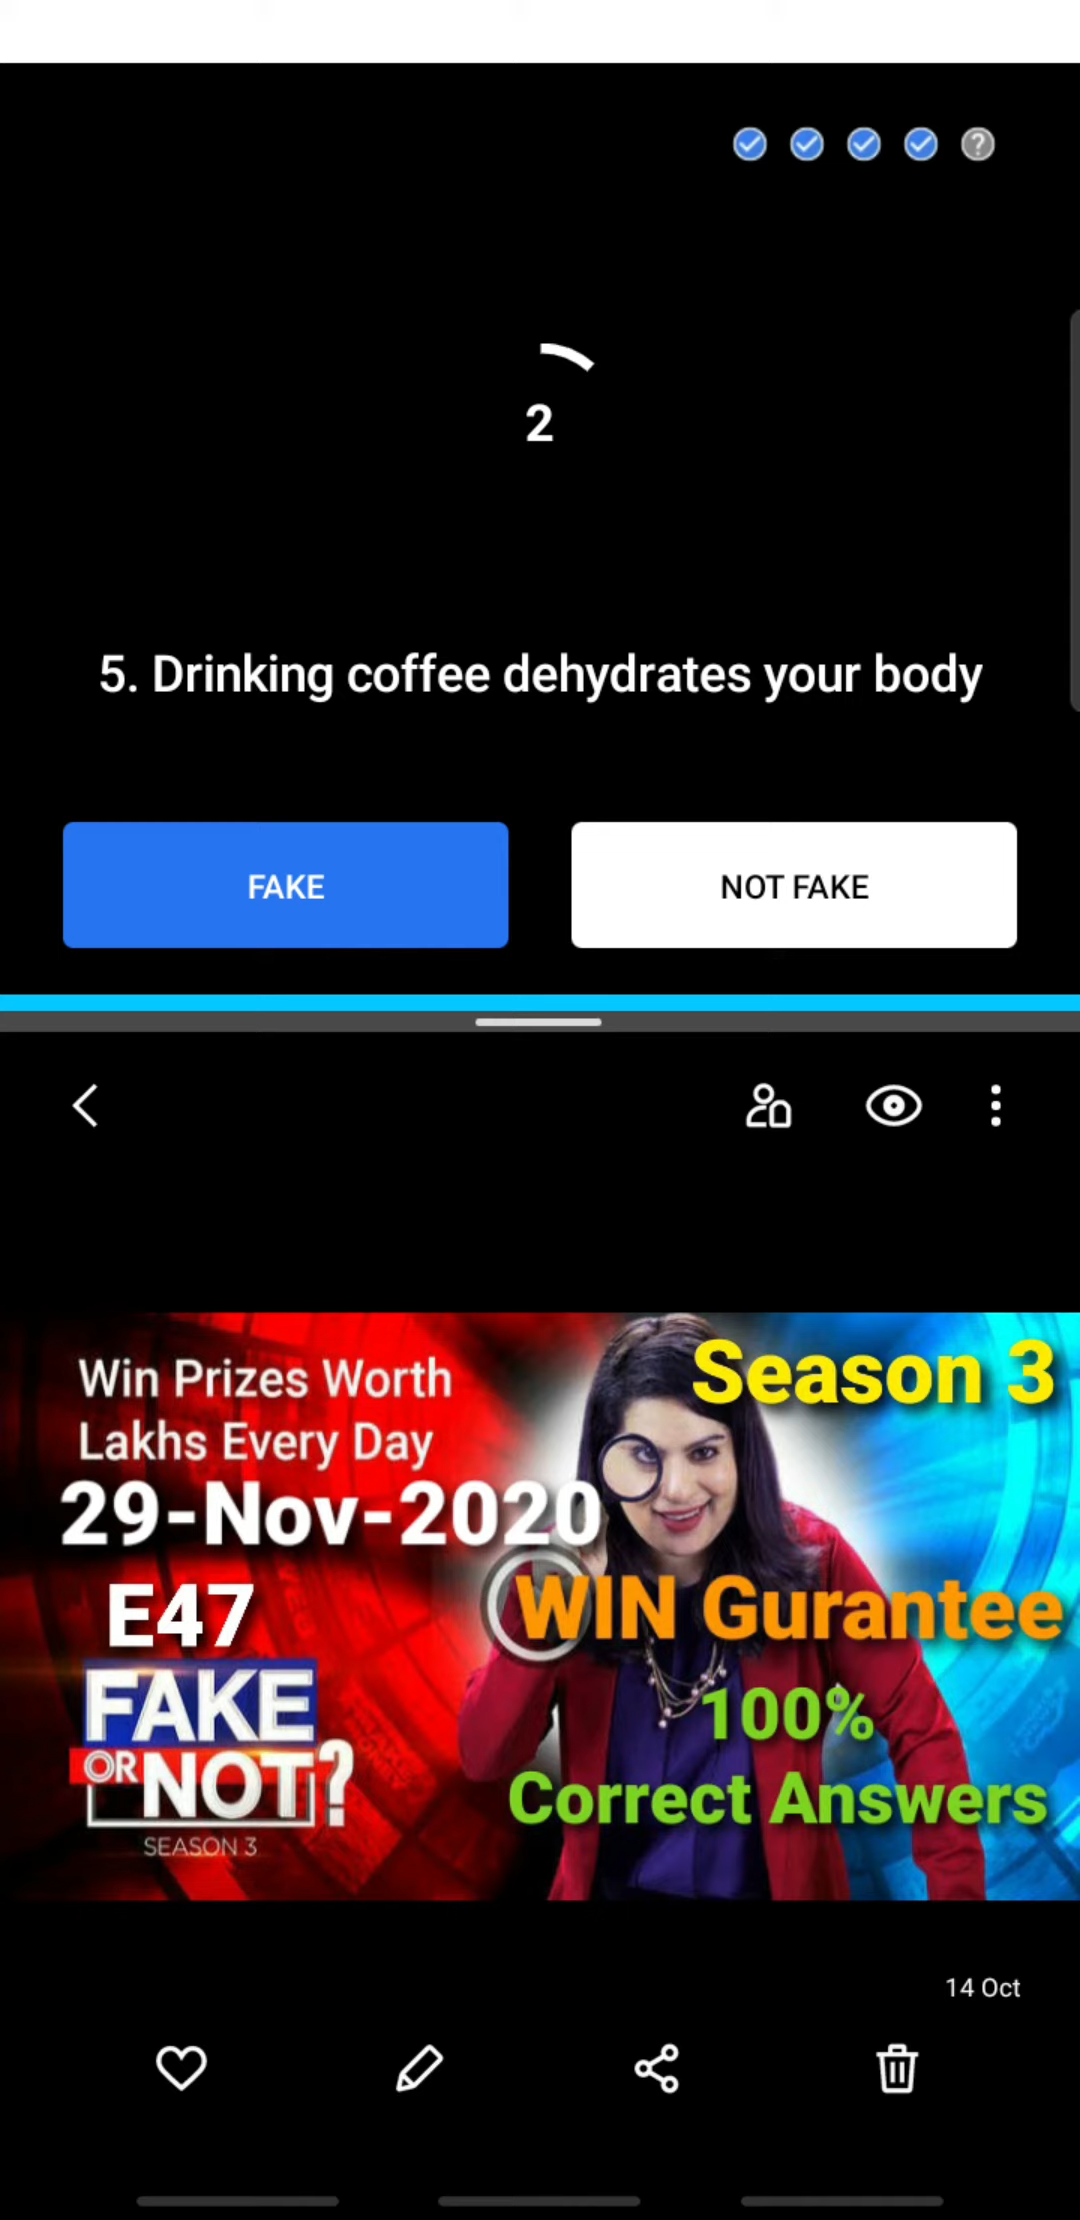 2
5. Drinking coffee dehydrates your body
FAKE
NOT FAKE
Win Prizes Worth
Lakhs Every Day
29-Nov-2020
E47
FAKE
OR NOT?
SEASON 3
Season 3
WIN Gurantee
100%
Correct Answers
14 Oct